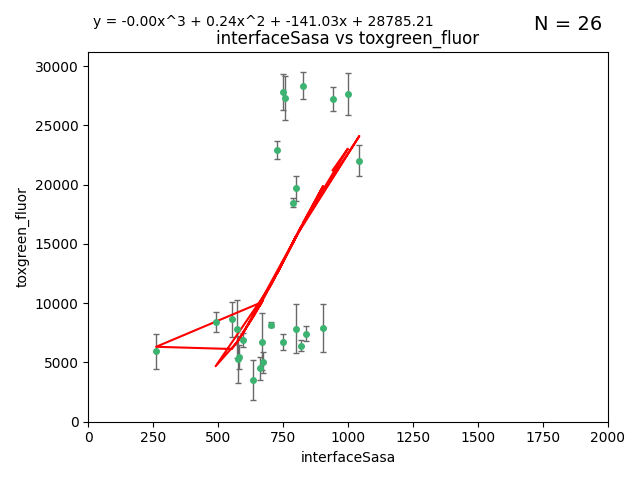 y = -0.00x^3 + 0.24x^2 + -141.03x + 28785.21
N = 26
interfaceSasa vs toxgreen_fluor
30000
25000
20000
15000
10000
5000
0
toxgreen_fluor
0 250 500 750 1000 1250 1500 1750 2000
interfaceSasa